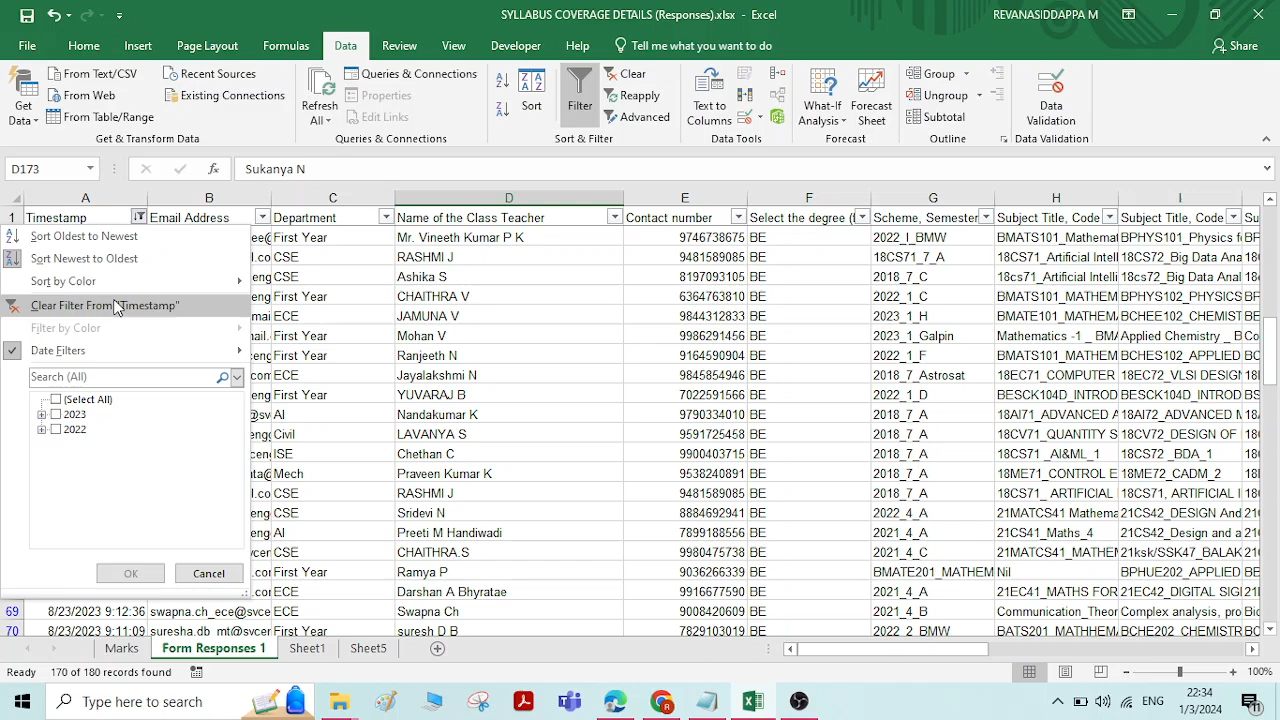 SYLLABUS COVERAGE DETAILS (Responses).xlsx - Excel
REVANASIDDAPPA M
File Home Insert Page Layout Formulas Data Review View Developer Help Tell me what you want to do Share
Get Data
From Text/CSV
From Web
From Table/Range
Recent Sources
Existing Connections
Get & Transform Data
Refresh All
Queries & Connections
Properties
Edit Links
Queries & Connections
Sort
Filter
Clear
Reapply
Advanced
Sort & Filter
Text to Columns
Data Tools
What-If Analysis
Forecast Sheet
Forecast
Group
Ungroup
Subtotal
Outline
Data Validation
Data Validation
D173 fx Sukanya N
A B C D E F G H I
1 Timestamp Email Address Department Name of the Class Teacher Contact number Select the degree ( Scheme, Semester Subject Title, Code Subject Title, Code Su
First Year Mr. Vineeth Kumar P K 9746738675 BE 2022_I_BMW BMATS101_Mathemat BPHYS101_Physics f
CSE RASHMI J 9481589085 BE 18CS71_7_A 18CS71_Artificial Intelli 18cs72_Big Data Ana
CSE Ashika S 8197093105 BE 2018_7_C 18cs71_Artificial Intelli 18cs72_Big Data Ana
First Year CHAITHRA V 6364763810 BE 2022_1_C BMATS101_MATHEM BPHYS102_PHYSICS
ECE JAMUNA V 9844312833 BE 2023_1_H BMATE101_MATHEM BCHEE102_CHEMIST
First Year Mohan V 9986291456 BE 2023_1_Galpin Mathematics -1 _ BMA Applied Chemistry _ B Co
First Year Ranjeeth N 9164590904 BE 2022_1_F BMATS101_MATHEM BCHES102_APPLIED
ECE Jayalakshmi N 9845854946 BE 2018_7_Astrosat 18EC71_COMPUTER 18EC72_VLSI DESIGN
First Year YUVARAJ B 7022591566 BE 2022_1_D BESCK104D_INTROD BESCK104D_INTROD
AI Nandakumar K 9790334010 BE 2018_7_A 18AI71_ADVANCED A 18AI72_ADVANCED M
Civil LAVANYA S 9591725458 BE 2018_7_A 18CV71_QUANTITY S 18CV72_DESIGN OF
ISE Chethan C 9900403715 BE 2018_7_A 18CS71 _AI&ML_1 18CS72 _BDA_1
Mech Praveen Kumar K 9538240891 BE 2018_7_A 18ME71_CONTROL E 18ME72_CADM_2
CSE RASHMI J 9481589085 BE 2018_7_A 18CS71_ ARTIFICIAL 18CS71, ARTIFICIAL I
CSE Sridevi N 8884692941 BE 2022_4_A 21MATCS41 Mathema 21CS42_DESIGN And
AI Preeti M Handiwadi 7899188556 BE 2021_4_A 21CS41_Maths_4 21CS42_Design and a
CSE CHAITHRA.S 9980475738 BE 2021_4_C 21MATCS41_MATHEM 21ksk/SSK47_BALAK
First Year Ramya P 9036266339 BE BMATE201_MATHEM Nil BPHUE202_APPLIED
ECE Darshan A Bhyratae 9916677590 BE 2021_4_A 21EC41_MATHS FOR 21EC42_DIGITAL SIG
69 8/23/2023 9:12:36 swapna.ch_ece@svcen ECE Swapna Ch 9008420609 BE 2021_4_B Communication_Theor Complex analysis, pro
70 8/23/2023 9:11:09 suresha.db_mt@svcen First Year suresh D B 7829103019 BE 2022_2_BMW BATS201_MATHHEM BCHE202_CHEMISTR
Sort Oldest to Newest
Sort Newest to Oldest
Sort by Color
Clear Filter From "Timestamp"
Filter by Color
Date Filters
Search (All)
(Select All)
2023
2022
OK Cancel
Marks Form Responses 1 Sheet1 Sheet5
Ready 170 of 180 records found 100%
Type here to search
ENG
22:34
1/3/2024
11